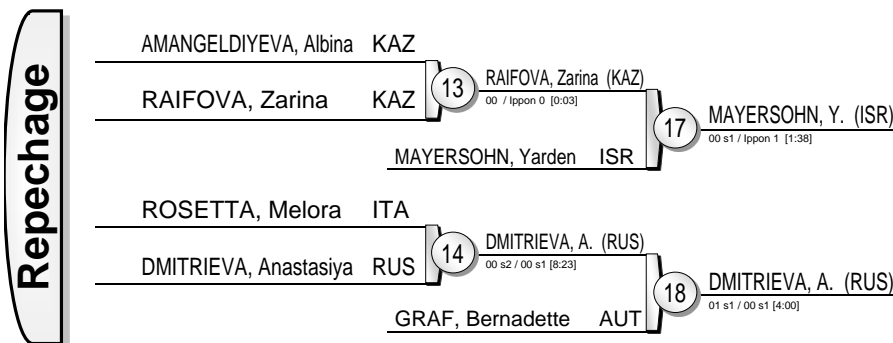 Repechage
AMANGELDIYEVA, Albina KAZ
RAIFOVA, Zarina KAZ
13
RAIFOVA, Zarina (KAZ)
00 / Ippon 0 [0:03]
MAYERSOHN, Yarden ISR
17
MAYERSOHN, Y. (ISR)
00 s1 / Ippon 1 [1:38]
ROSETTA, Melora ITA
DMITRIEVA, Anastasiya RUS
14
DMITRIEVA, A. (RUS)
00 s2 / 00 s1 [8:23]
GRAF, Bernadette AUT
18
DMITRIEVA, A. (RUS)
01 s1 / 00 s1 [4:00]